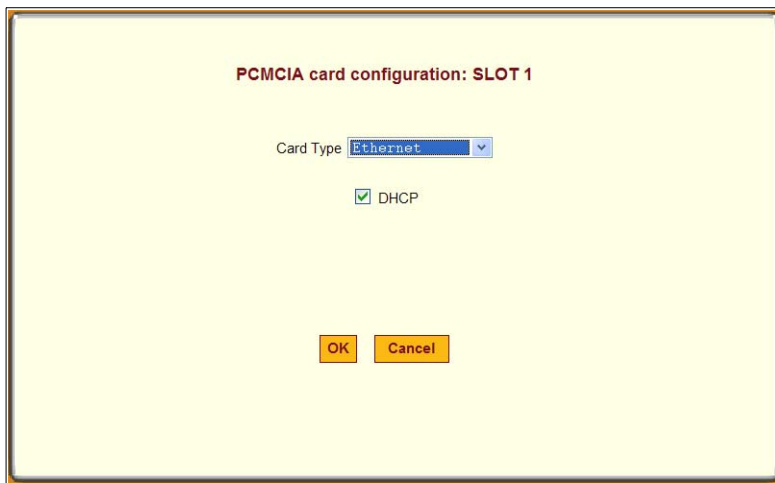 PCMCIA card configuration: SLOT 1
Card Type Ethernet
DHCP
OK Cancel